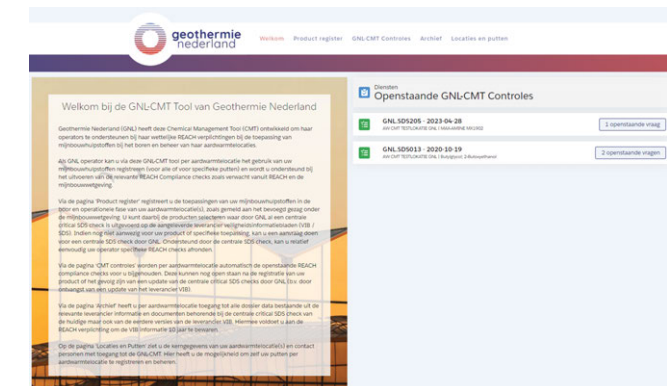 geothermie
nederland
Welkom Product register GNL-CMT Controles Archief Locaties en putten
Welkom bij de GNL-CMT Tool van Geothermie Nederland
Geothermie Nederland (GNL) heeft deze Chemical Management Tool (CMT) ontwikkeld om haar
operators te ondersteunen bij haar wettelijke REACH verplichtingen bij de toepassing van
mijnbouwhulpstoffen bij het boren en beheer van haar aardwarmtelocaties.
Als GNL operator kan u via deze GNL-CMT tool per aardwarmtelocatie het gebruik van uw
mijnbouwhulpstoffen registreren (voor alle of voor specifieke putten) en wordt u ondersteund bij
het uitvoeren van de relevante REACH Compliance checks zoals verwacht vanuit REACH en de
mijnbouwwetgeving.
Via de pagina 'Product register' registreert u de toepassingen van uw mijnbouwhulpstoffen in de
boor en operationele fase van uw aardwarmtelocatie(s), zoals gemeld aan het bevoegd gezag onder
de mijnbouwwetgeving. U kunt daarbij de producten selecteren waar door GNL al een centrale
critical SDS check is uitgevoerd op de aangeleverde leverancier veiligheidsinformatiebladen (VIB /
SDS). Indien nog niet aanwezig voor uw product of specifieke toepassing, kan u een aanvraag doen
voor een centrale SDS check door GNL. Ondersteund door de centrale SDS check, kan u relatief
eenvoudig uw operator specifieke REACH checks afronden.
Via de pagina 'CMT controles' worden per aardwarmtelocatie automatisch de openstaande REACH
compliance checks voor u bijgehouden. Deze kunnen nog open staan na de registratie van uw
product of het gevolg zijn van een update van de centrale critical SDS checks door GNL (b.v. door
ontvangst van een update van het leverancier VIB).
Via de pagina 'Archief' heeft u per aardwarmtelocatie toegang tot alle dossier data bestaande uit de
relevante leverancier informatie en documenten behorende bij de centrale critical SDS check van
de huidige maar ook van de eerdere versies van de leverancier VIB. Hiermee voldoet u aan de
REACH verplichting om de VIB informatie 10 jaar te bewaren.
Op de pagina 'Locaties en Putten' ziet u de kerngegevens van uw aardwarmtelocatie(s) en contact
personen met toegang tot de GNL-CMT. Hier heeft u de mogelijkheid om zelf uw putten per
aardwarmtelocatie te registreren en beheren.
Diensten
Openstaande GNL-CMT Controles
GNL.SDS205 - 2023-04-28
1 openstaande vraag
GNL.SDS013 - 2020-10-19
2 openstaande vragen